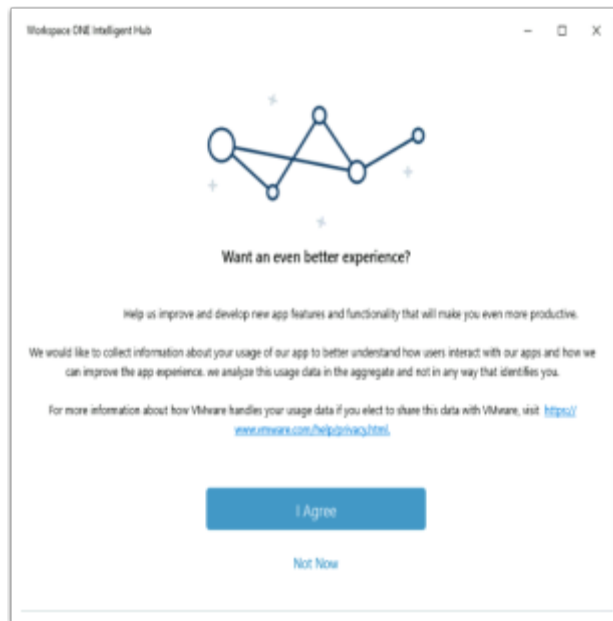 Workspace ONE Intelligent Hub
Want an even better experience?
Help us improve and develop new app features and functionality that will make you even more productive.
We would like to collect information about your usage of our app to better understand how users interact with our apps and how we
can improve the app experience. we analyze this usage data in the aggregate and not in any way that identifies you.
For more information about how VMware handles your usage data if you elect to share this data with VMware, visit https://
www.vmware.com/help/privacy.html.
I Agree
Not Now